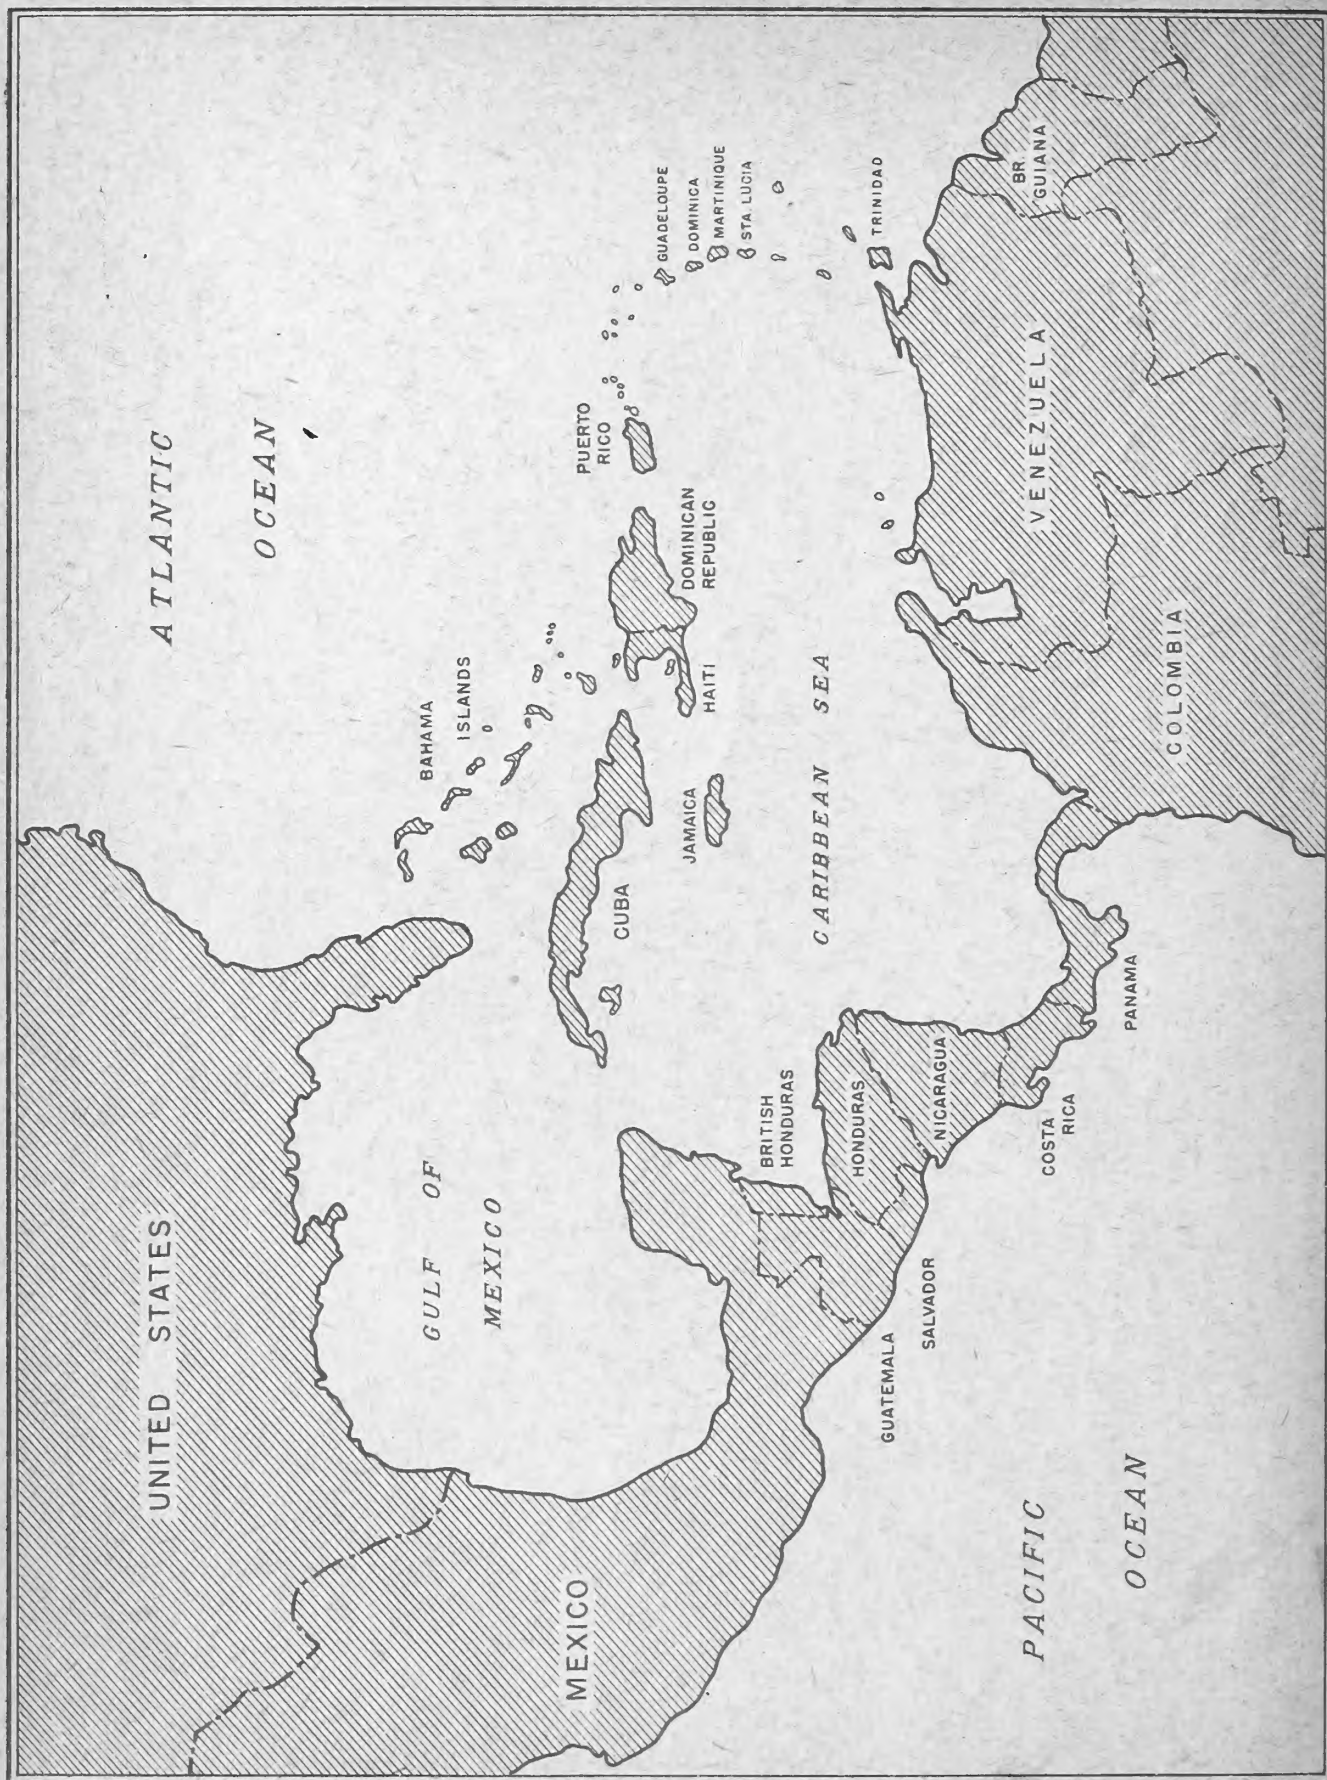 UNITED STATES
ATLANTIC
OCEAN
BAHAMA
ISLANDS
GULF OF
MEXICO
MEXICO
CUBA
PUERTO
RICO
GUADELOUPE
DOMINICA
MARTINIQUE
STA. LUCIA
DOMINICAN
REPUBLIC
HAITI
JAMAICA
BRITISH
HONDURAS
CARIBBEAN SEA
TRINIDAD
HONDURAS
GUATEMALA
SALVADOR
NICARAGUA
COSTA
RICA
PANAMA
BR.
GUIANA
VENEZUELA
COLOMBIA
PACIFIC
OCEAN